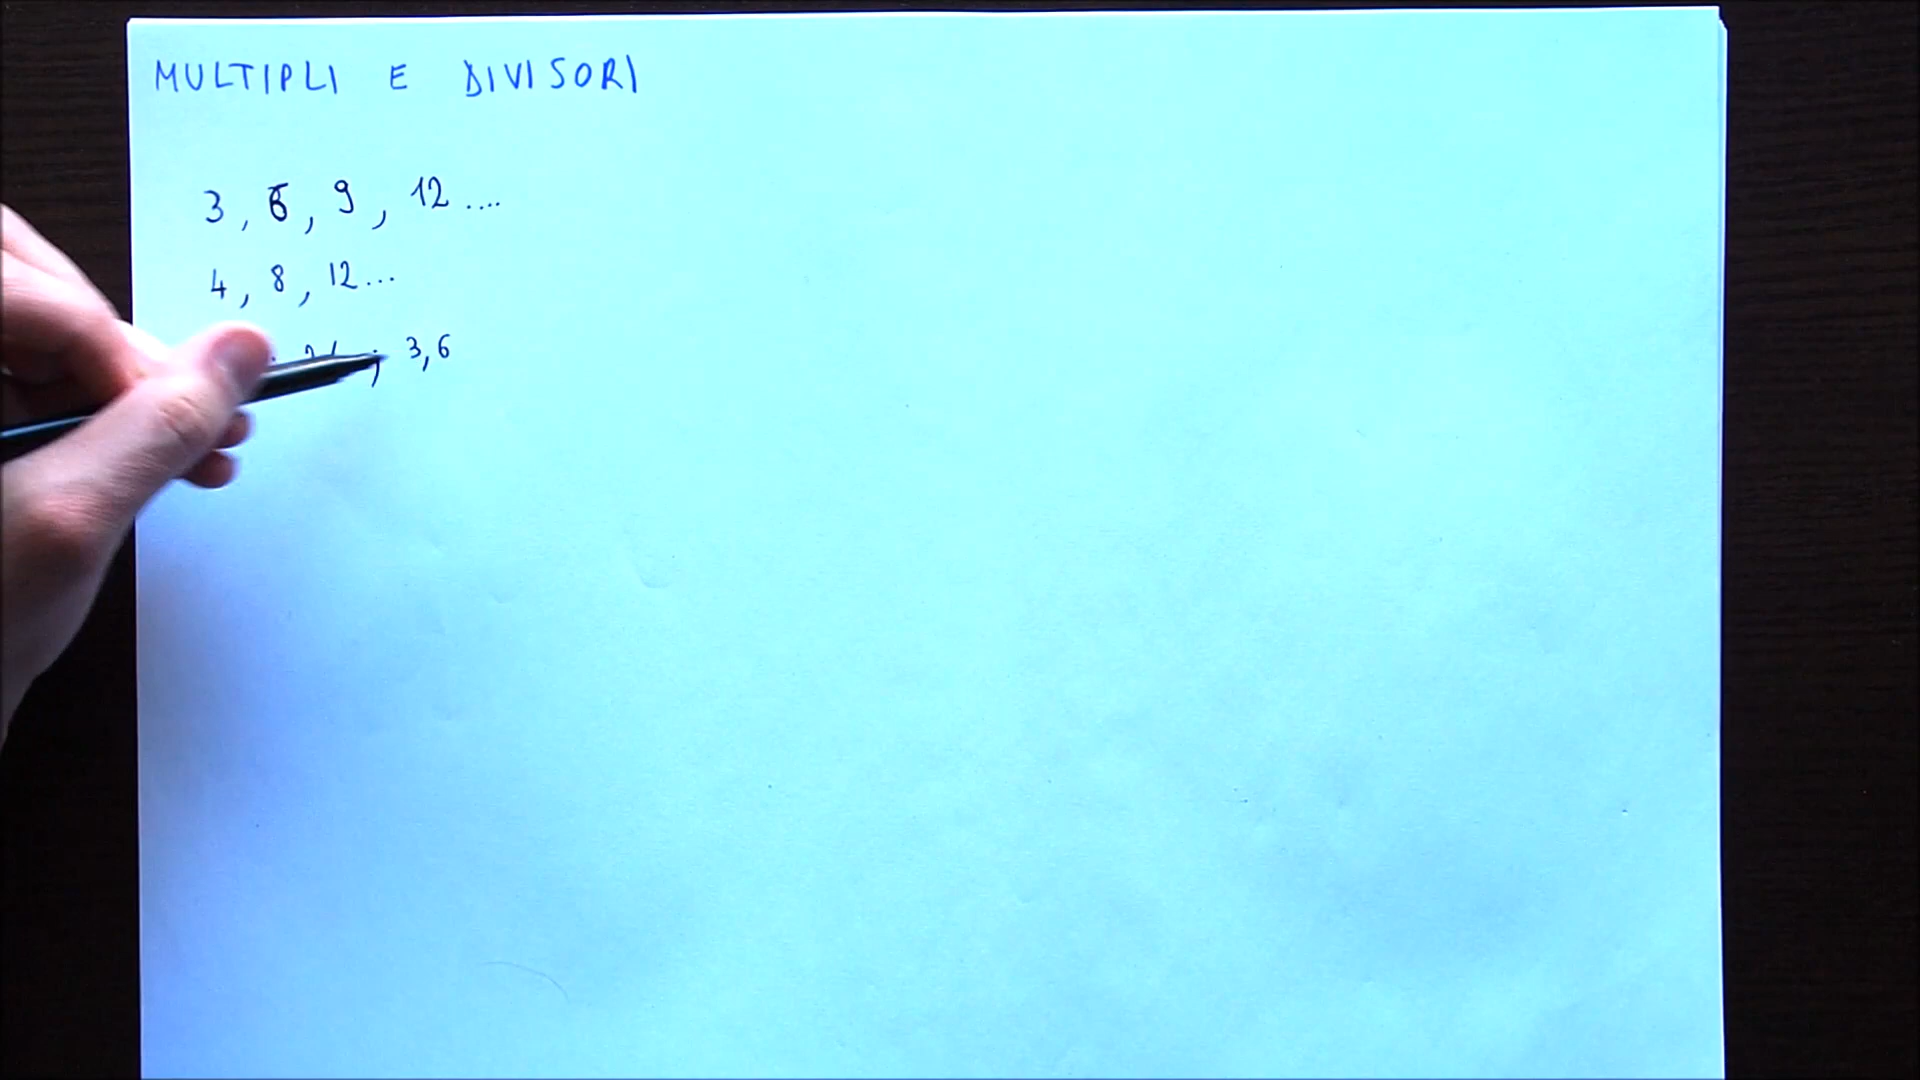 MULTIPLI E DIVISORI
3, 6, 9, 12....
4, 8, 12...
; 3,6